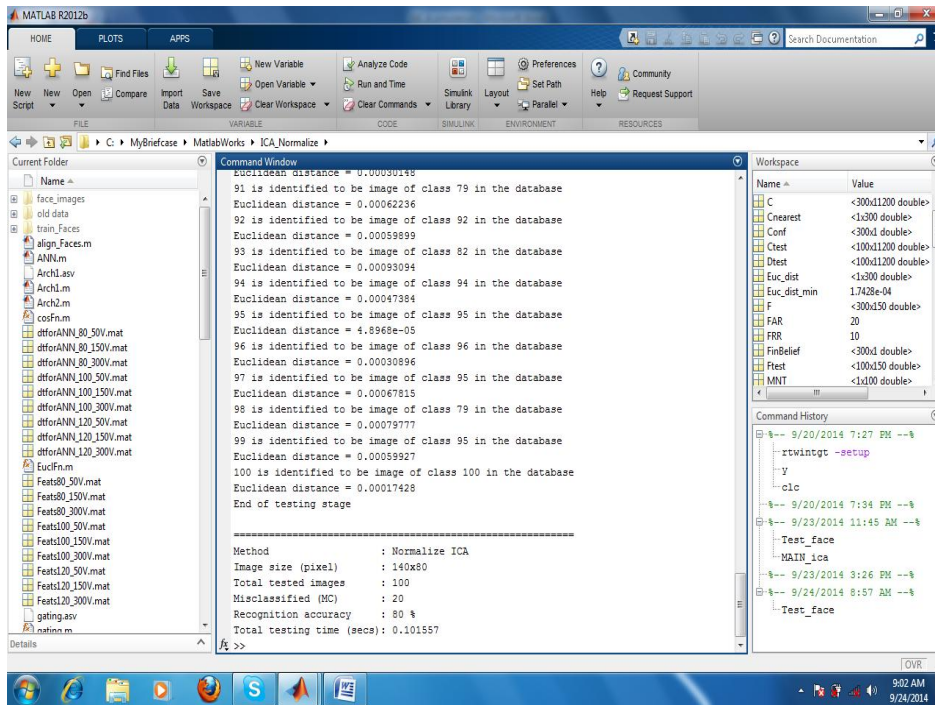 MATLAB R2012b
HOME PLOTS APPS
Search Documentation
New Script
New
Open
Find Files
Compare
Import Data
Save Workspace
New Variable
Open Variable
Clear Workspace
Analyze Code
Run and Time
Clear Commands
Simulink Library
Layout
Preferences
Set Path
Parallel
Help
Community
Request Support
FILE VARIABLE CODE SIMULINK ENVIRONMENT RESOURCES
C: MyBriefcase MatlabWorks ICA_Normalize
Current Folder
Name
face_images
old data
train_Faces
align_Faces.m
ANN.m
Arch1.asv
Arch1.m
Arch2.m
cosFn.m
dtforANN_80_50V.mat
dtforANN_80_150V.mat
dtforANN_80_300V.mat
dtforANN_100_50V.mat
dtforANN_100_150V.mat
dtforANN_100_300V.mat
dtforANN_120_50V.mat
dtforANN_120_150V.mat
dtforANN_120_300V.mat
EuclFn.m
Feats80_50V.mat
Feats80_150V.mat
Feats80_300V.mat
Feats100_50V.mat
Feats100_150V.mat
Feats100_300V.mat
Feats120_50V.mat
Feats120_150V.mat
Feats120_300V.mat
gating.asv
gating.m
Details
Command Window
Euclidean distance = 0.00030148
91 is identified to be image of class 79 in the database
Euclidean distance = 0.00062236
92 is identified to be image of class 92 in the database
Euclidean distance = 0.00059899
93 is identified to be image of class 82 in the database
Euclidean distance = 0.00093094
94 is identified to be image of class 94 in the database
Euclidean distance = 0.00047384
95 is identified to be image of class 95 in the database
Euclidean distance = 4.8968e-05
96 is identified to be image of class 96 in the database
Euclidean distance = 0.00030896
97 is identified to be image of class 95 in the database
Euclidean distance = 0.00067815
98 is identified to be image of class 79 in the database
Euclidean distance = 0.00079777
99 is identified to be image of class 95 in the database
Euclidean distance = 0.00059927
100 is identified to be image of class 100 in the database
Euclidean distance = 0.00017428
End of testing stage
=======================================================
Method : Normalize ICA
Image size (pixel) : 140x80
Total tested images : 100
Misclassified (MC) : 20
Recognition accuracy : 80 %
Total testing time (secs): 0.101557
fx >>
Workspace
Name Value
C <300x11200 double>
Cnearest <1x300 double>
Conf <300x1 double>
Ctest <100x11200 double>
Dtest <100x11200 double>
Euc_dist <1x300 double>
Euc_dist_min 1.7428e-04
F <300x150 double>
FAR 20
FRR 10
FinBelief <300x1 double>
Ftest <100x150 double>
MNT <1x100 double>
Command History
%-- 9/20/2014 7:27 PM --%
rtwintgt -setup
y
clc
%-- 9/20/2014 7:34 PM --%
%-- 9/23/2014 11:45 AM --%
Test_face
MAIN_ica
%-- 9/23/2014 3:26 PM --%
%-- 9/24/2014 8:57 AM --%
Test_face
OVR
9:02 AM
9/24/2014